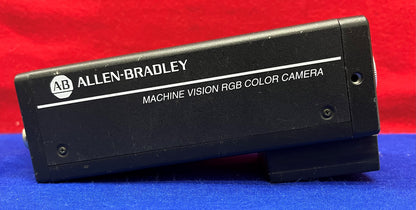 AB ALLEN-BRADLEY
MACHINE VISION RGB COLOR CAMERA